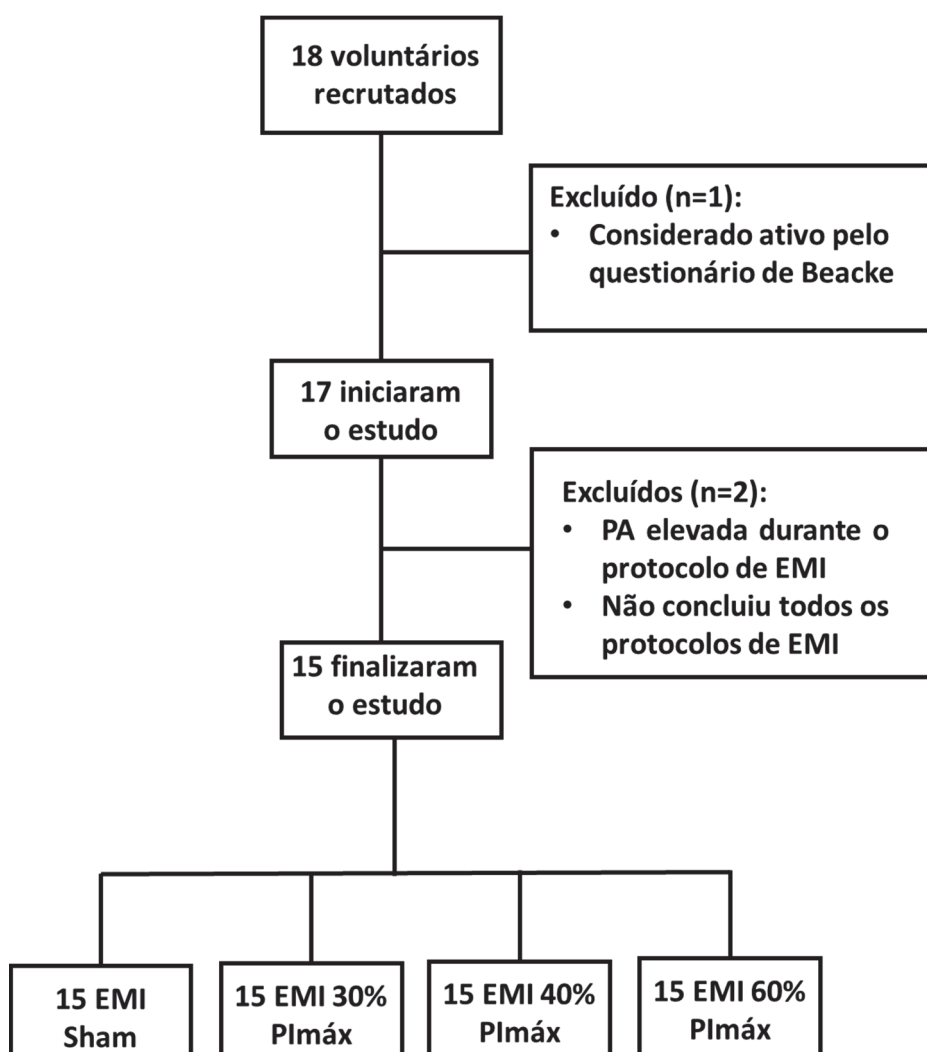 18 voluntários
recrutados
Excluído (n=1):
• Considerado ativo pelo
questionário de Beacke
17 iniciaram
o estudo
Excluídos (n=2):
• PA elevada durante o
protocolo de EMI
• Não concluiu todos os
protocolos de EMI
15 finalizaram
o estudo
15 EMI
Sham
15 EMI 30%
PImáx
15 EMI 40%
PImáx
15 EMI 60%
PImáx